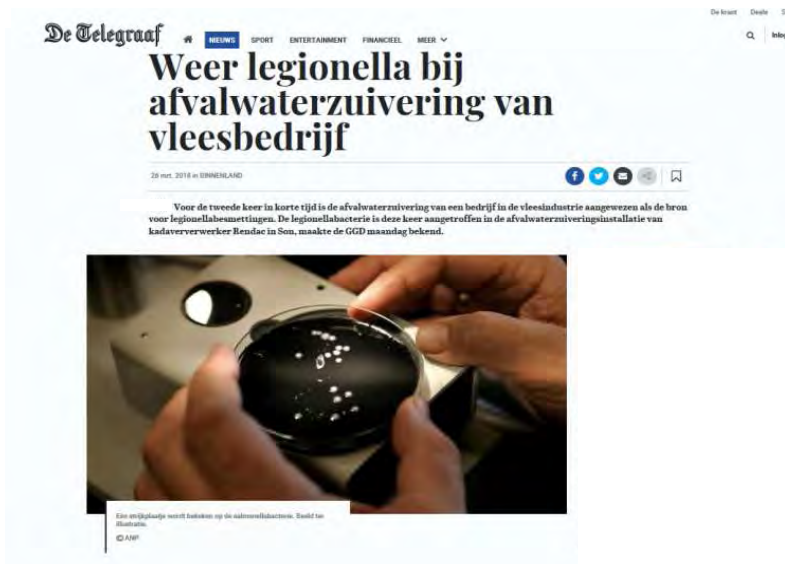 De krant Deals
De Telegraaf NIEUWS SPORT ENTERTAINMENT FINANCIEEL MEER
Weer legionella bij
afvalwaterzuivering van
vleesbedrijf
26 mrt. 2018 in BINNENLAND
Voor de tweede keer in korte tijd is de afvalwaterzuivering van een bedrijf in de vleesindustrie aangewezen als de bron
voor legionellabesmettingen. De legionellabacterie is deze keer aangetroffen in de afvalwaterzuiveringsinstallatie van
kadaververwerker Rendac in Son, maakte de GGD maandag bekend.
Een strijkplaatje wordt bekeken op de salmonellabacterie. Beeld ter
illustratie.
© ANP